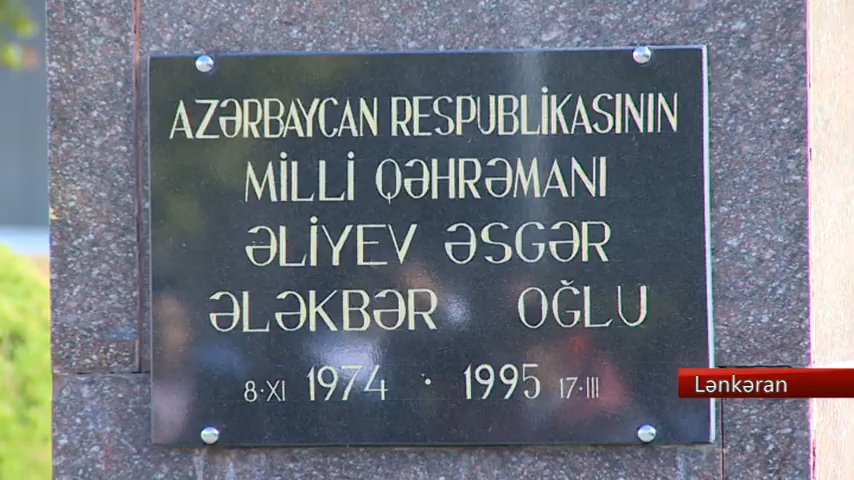 AZƏRBAYCAN RESPUBLİKASININ
MİLLİ QƏHRƏMANI
ƏLİYEV ƏSGƏR
ƏLƏKBƏR OĞLU
8·XI 1974 · 1995 17·III
Lənkəran